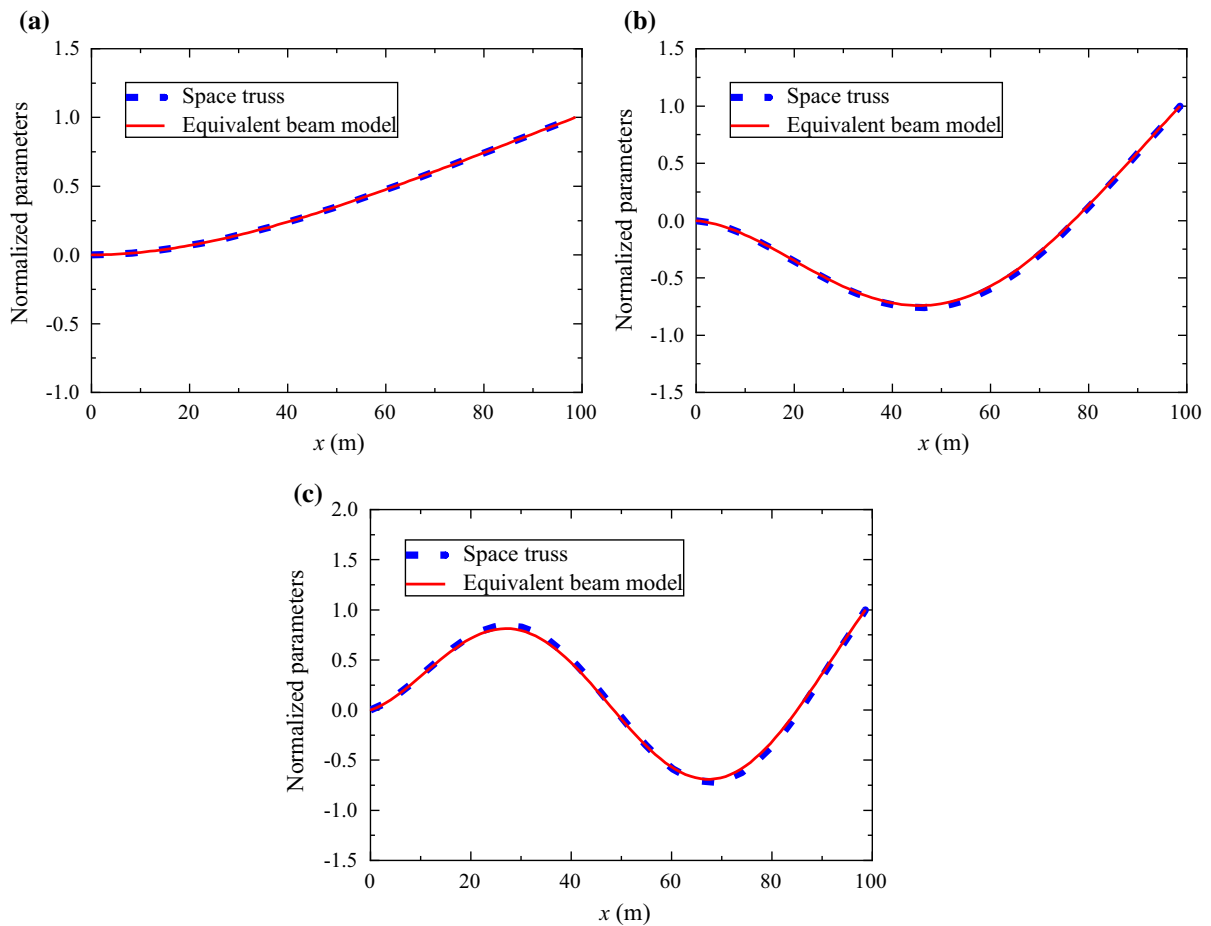 (a)
1.5
1.0
0.5
0.0
-0.5
-1.0
Normalized parameters
Space truss
Equivalent beam model
0 20 40 60 80 100
x (m)
(b)
1.5
1.0
0.5
0.0
-0.5
-1.0
-1.5
Normalized parameters
Space truss
Equivalent beam model
0 20 40 60 80 100
x (m)
(c)
2.0
1.5
1.0
0.5
0.0
-0.5
-1.0
-1.5
Normalized parameters
Space truss
Equivalent beam model
0 20 40 60 80 100
x (m)